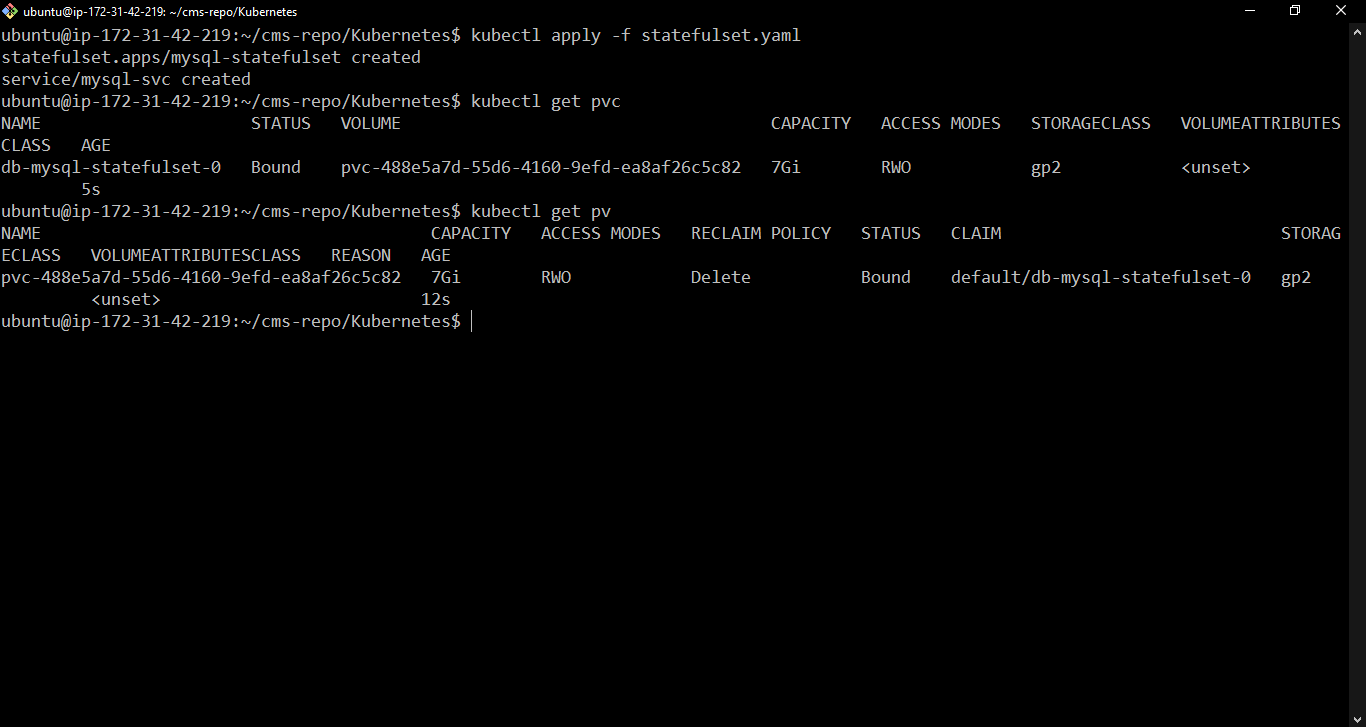 ubuntu@ip-172-31-42-219: ~/cms-repo/Kubernetes
ubuntu@ip-172-31-42-219:~/cms-repo/Kubernetes$ kubectl apply -f statefulset.yaml
statefulset.apps/mysql-statefulset created
service/mysql-svc created
ubuntu@ip-172-31-42-219:~/cms-repo/Kubernetes$ kubectl get pvc
NAME                     STATUS   VOLUME                                     CAPACITY   ACCESS MODES   STORAGECLASS   VOLUMEATTRIBUTES
CLASS   AGE
db-mysql-statefulset-0   Bound    pvc-488e5a7d-55d6-4160-9efd-ea8af26c5c82   7Gi        RWO            gp2            <unset>
        5s
ubuntu@ip-172-31-42-219:~/cms-repo/Kubernetes$ kubectl get pv
NAME                                       CAPACITY   ACCESS MODES   RECLAIM POLICY   STATUS   CLAIM                            STORAG
ECLASS   VOLUMEATTRIBUTESCLASS   REASON   AGE
pvc-488e5a7d-55d6-4160-9efd-ea8af26c5c82   7Gi        RWO            Delete           Bound    default/db-mysql-statefulset-0   gp2
         <unset>                          12s
ubuntu@ip-172-31-42-219:~/cms-repo/Kubernetes$